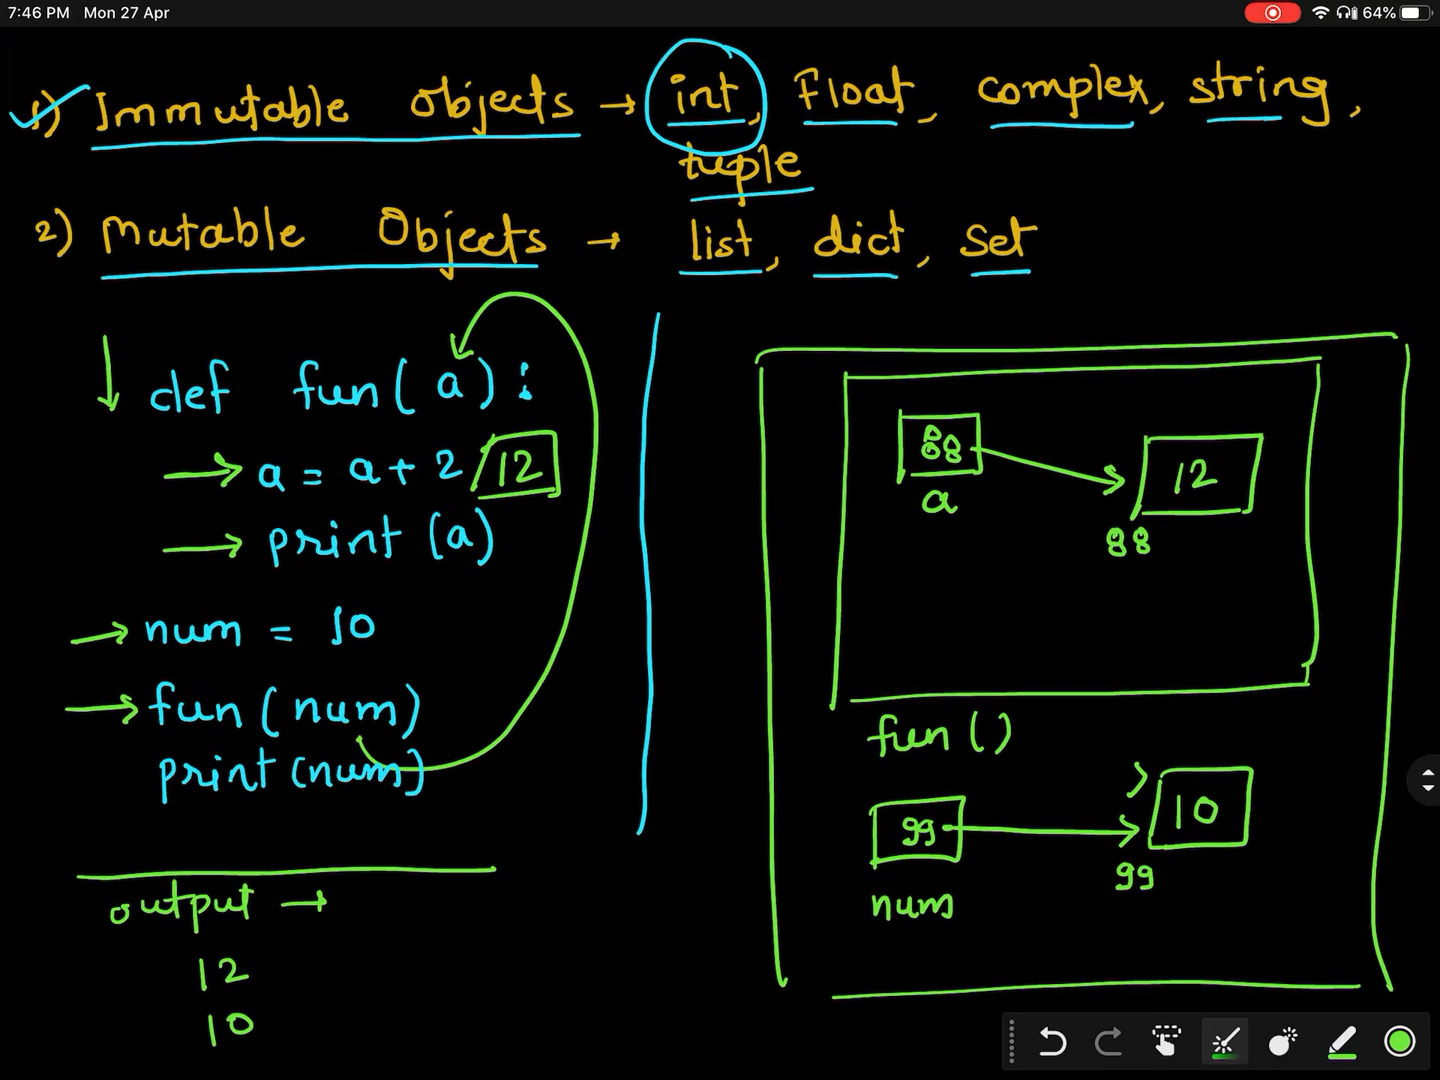 7:46 PM Mon 27 Apr 64%
1) Immutable Objects → int, Float, complex, string,
tuple
2) Mutable Objects → list, dict, set
def fun(a):
→ a = a + 2 / 12
→ print (a)
→ num = 10
→ fun (num)
print (num)
output →
12
10
88
a
12
88
fun ()
99
num
10
99